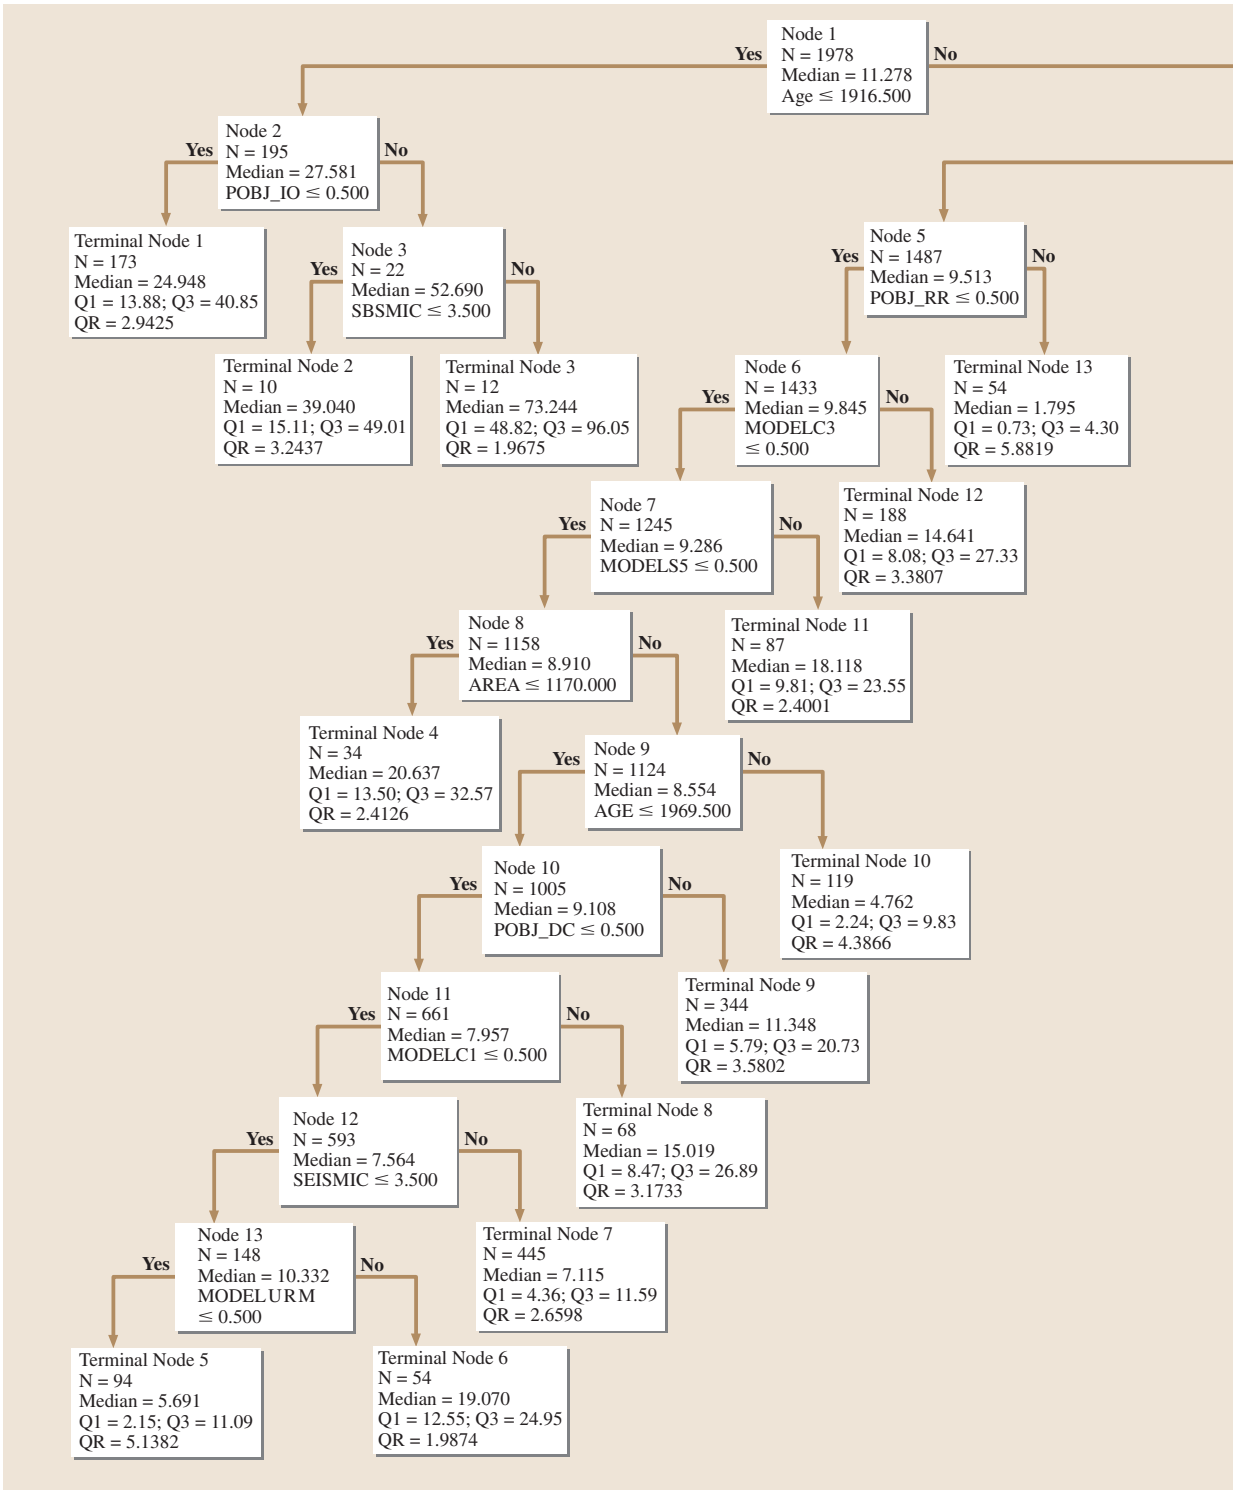 Node 1
N = 1978
Median = 11.278
Age ≤ 1916.500
Yes
No
Node 2
N = 195
Median = 27.581
POBJ_IO ≤ 0.500
Yes
No
Terminal Node 1
N = 173
Median = 24.948
Q1 = 13.88; Q3 = 40.85
QR = 2.9425
Node 3
N = 22
Median = 52.690
SBSMIC ≤ 3.500
Yes
No
Node 5
N = 1487
Median = 9.513
POBJ_RR ≤ 0.500
Yes
No
Terminal Node 2
N = 10
Median = 39.040
Q1 = 15.11; Q3 = 49.01
QR = 3.2437
Terminal Node 3
N = 12
Median = 73.244
Q1 = 48.82; Q3 = 96.05
QR = 1.9675
Node 6
N = 1433
Median = 9.845
MODELC3
≤ 0.500
Yes
No
Terminal Node 13
N = 54
Median = 1.795
Q1 = 0.73; Q3 = 4.30
QR = 5.8819
Node 7
N = 1245
Median = 9.286
MODELS5 ≤ 0.500
Yes
No
Terminal Node 12
N = 188
Median = 14.641
Q1 = 8.08; Q3 = 27.33
QR = 3.3807
Node 8
N = 1158
Median = 8.910
AREA ≤ 1170.000
Yes
No
Terminal Node 11
N = 87
Median = 18.118
Q1 = 9.81; Q3 = 23.55
QR = 2.4001
Terminal Node 4
N = 34
Median = 20.637
Q1 = 13.50; Q3 = 32.57
QR = 2.4126
Node 9
N = 1124
Median = 8.554
AGE ≤ 1969.500
Yes
No
Node 10
N = 1005
Median = 9.108
POBJ_DC ≤ 0.500
Yes
No
Terminal Node 10
N = 119
Median = 4.762
Q1 = 2.24; Q3 = 9.83
QR = 4.3866
Node 11
N = 661
Median = 7.957
MODELC1 ≤ 0.500
Yes
No
Terminal Node 9
N = 344
Median = 11.348
Q1 = 5.79; Q3 = 20.73
QR = 3.5802
Node 12
N = 593
Median = 7.564
SEISMIC ≤ 3.500
Yes
No
Terminal Node 8
N = 68
Median = 15.019
Q1 = 8.47; Q3 = 26.89
QR = 3.1733
Node 13
N = 148
Median = 10.332
MODELURM
≤ 0.500
Yes
No
Terminal Node 7
N = 445
Median = 7.115
Q1 = 4.36; Q3 = 11.59
QR = 2.6598
Terminal Node 5
N = 94
Median = 5.691
Q1 = 2.15; Q3 = 11.09
QR = 5.1382
Terminal Node 6
N = 54
Median = 19.070
Q1 = 12.55; Q3 = 24.95
QR = 1.9874